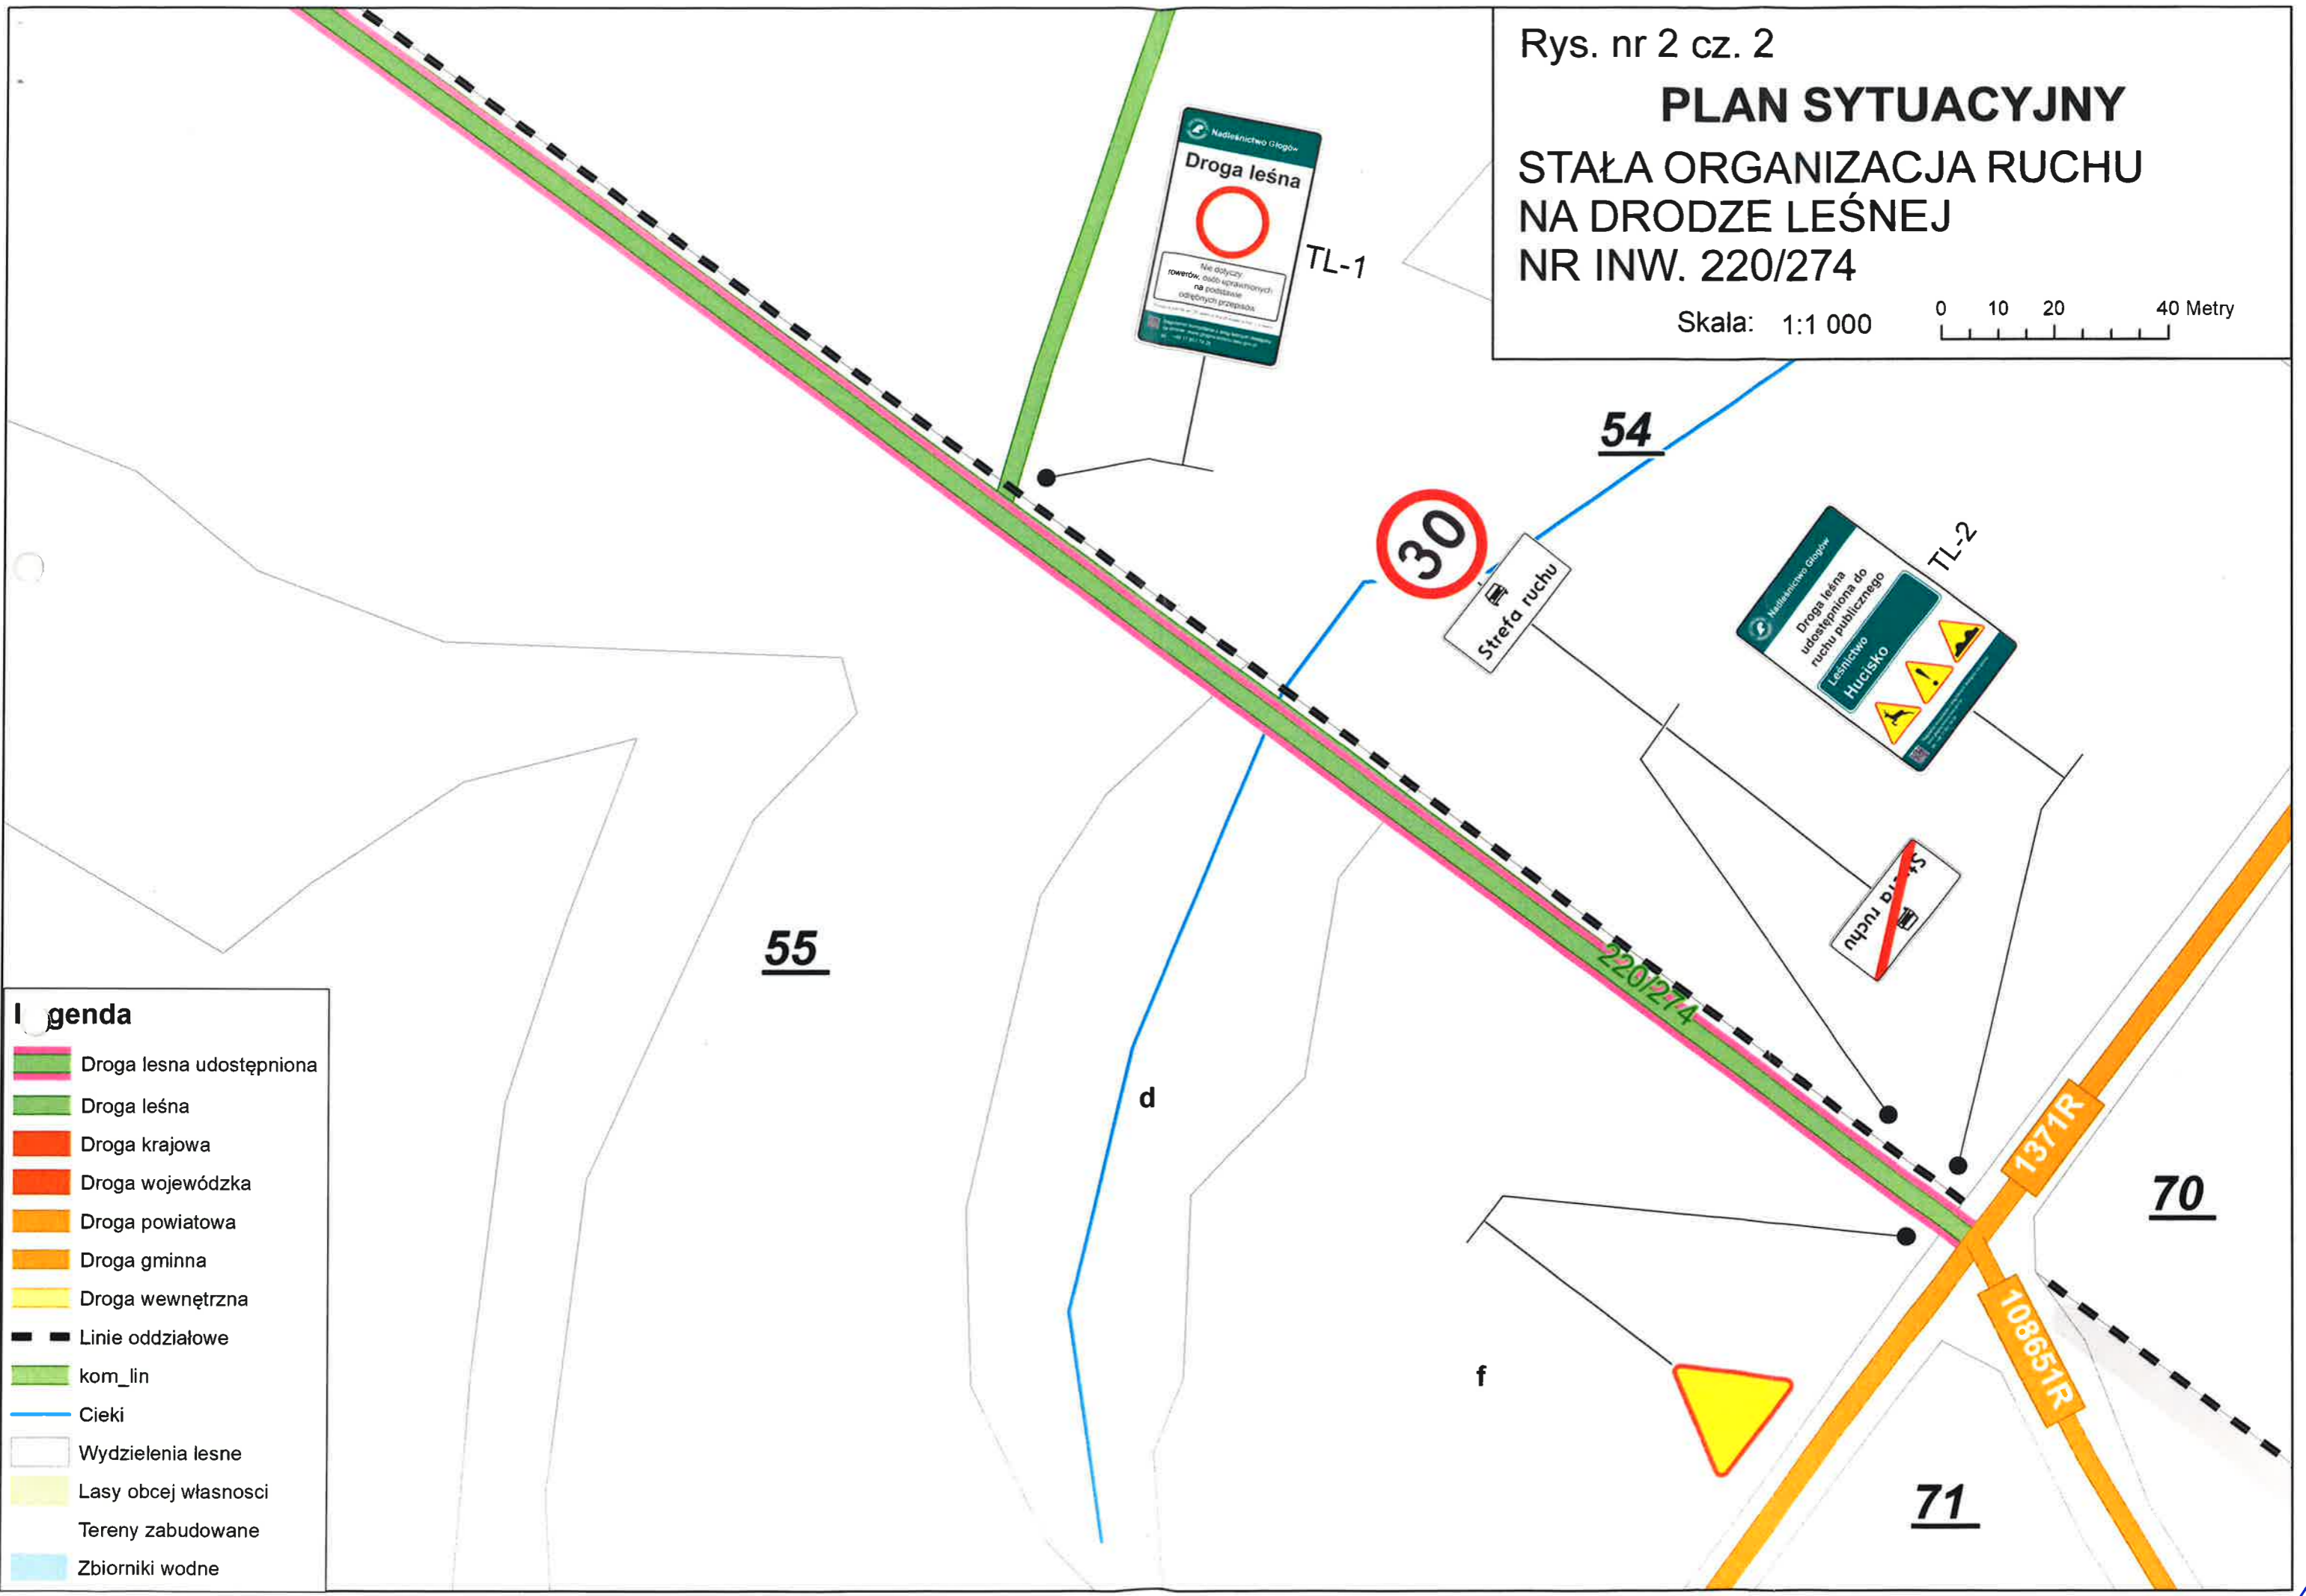 Rys. nr 2 cz. 2
PLAN SYTUACYJNY
STAŁA ORGANIZACJA RUCHU
NA DRODZE LEŚNEJ
NR INW. 220/274
Skala: 1:1 000
0 10 20 40 Metry
Nadleśnictwo Głogów
Droga leśna
Nie dotyczy
rowerów, osób uprawnionych
na podstawie
odrębnych przepisów
TL-1
54
30
Strefa ruchu
Nadleśnictwo Głogów
Droga leśna
udostępniona do
ruchu publicznego
Leśnictwo
Hucisko
TL-2
ruchu
220/274
55
d
1371R
70
108651R
f
71
genda
Droga lesna udostępniona
Droga leśna
Droga krajowa
Droga wojewódzka
Droga powiatowa
Droga gminna
Droga wewnętrzna
Linie oddziałowe
kom_lin
Cieki
Wydzielenia lesne
Lasy obcej własnosci
Tereny zabudowane
Zbiorniki wodne